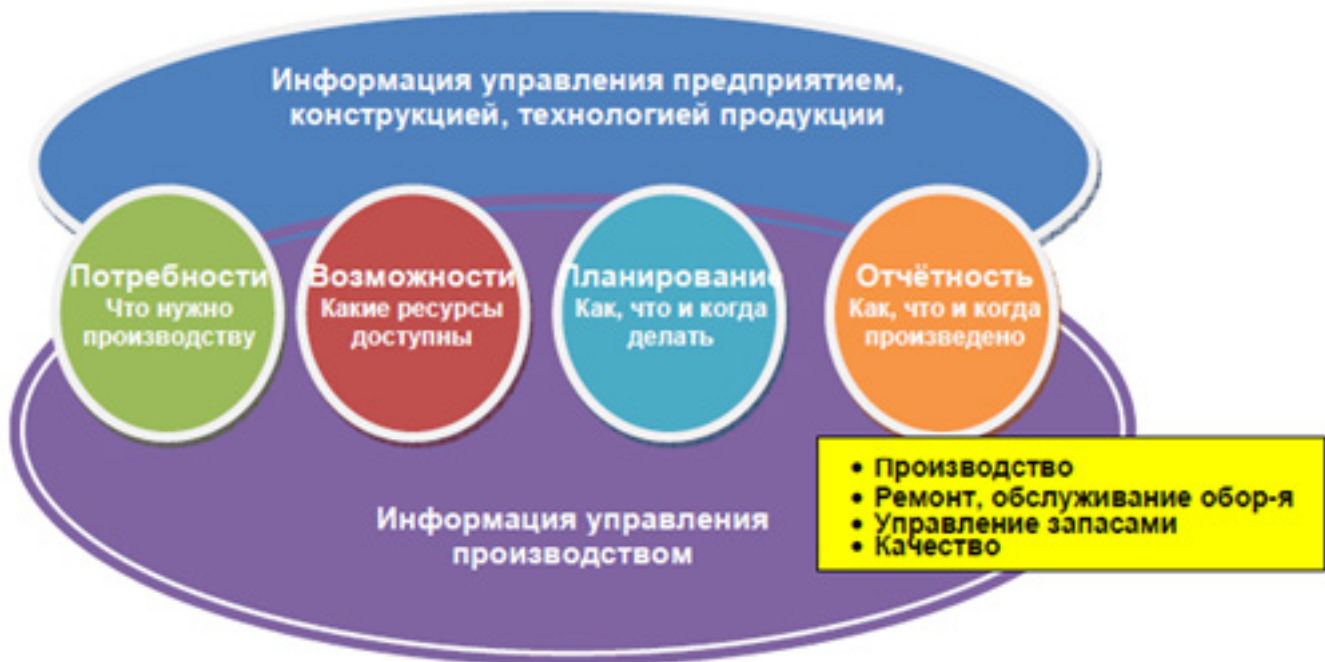 Информация управления предприятием,
конструкцией, технологией продукции
Потребности
Что нужно
производству
Возможности
Какие ресурсы
доступны
Планирование
Как, что и когда
делать
Отчётность
Как, что и когда
произведено
• Производство
• Ремонт, обслуживание обор-я
• Управление запасами
• Качество
Информация управления
производством